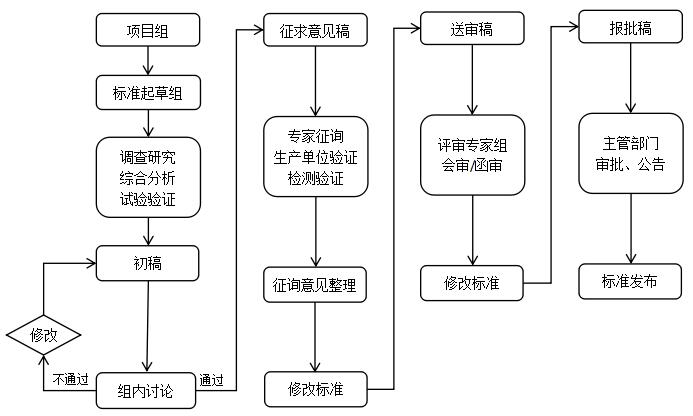 项目组
标准起草组
调查研究
综合分析
试验验证
初稿
修改
不通过
组内讨论
通过
征求意见稿
专家征询
生产单位验证
检测验证
征询意见整理
修改标准
送审稿
评审专家组
会审/函审
修改标准
报批稿
主管部门
审批、公告
标准发布